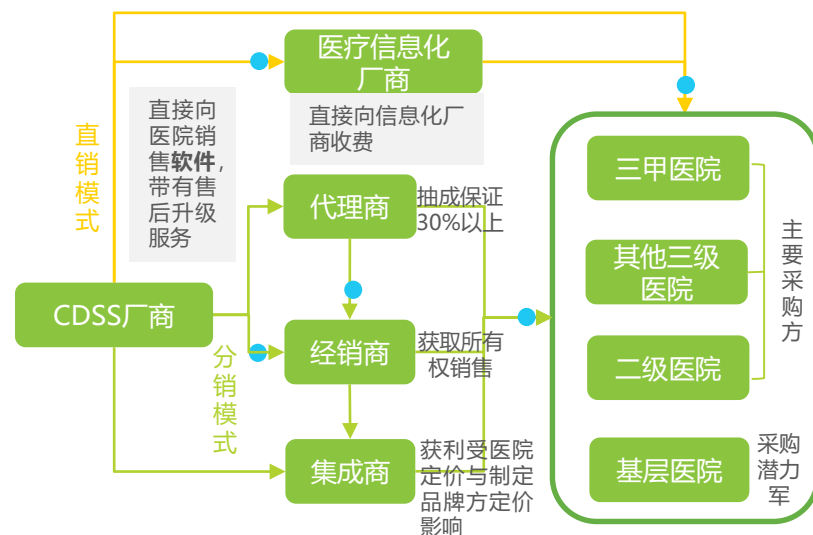 医疗信息化
厂商
直接向
医院销
售软件，
带有售
后升级
服务
直接向信息化厂
商收费
直
销
模
式
代理商
抽成保证
30%以上
CDSS厂商
经销商
获取所有
权销售
分
销
模
式
集成商
获利受医院
定价与制定
品牌方定价
影响
三甲医院
其他三级
医院
二级医院
主
要
采
购
方
基层医院
采购
潜力
军